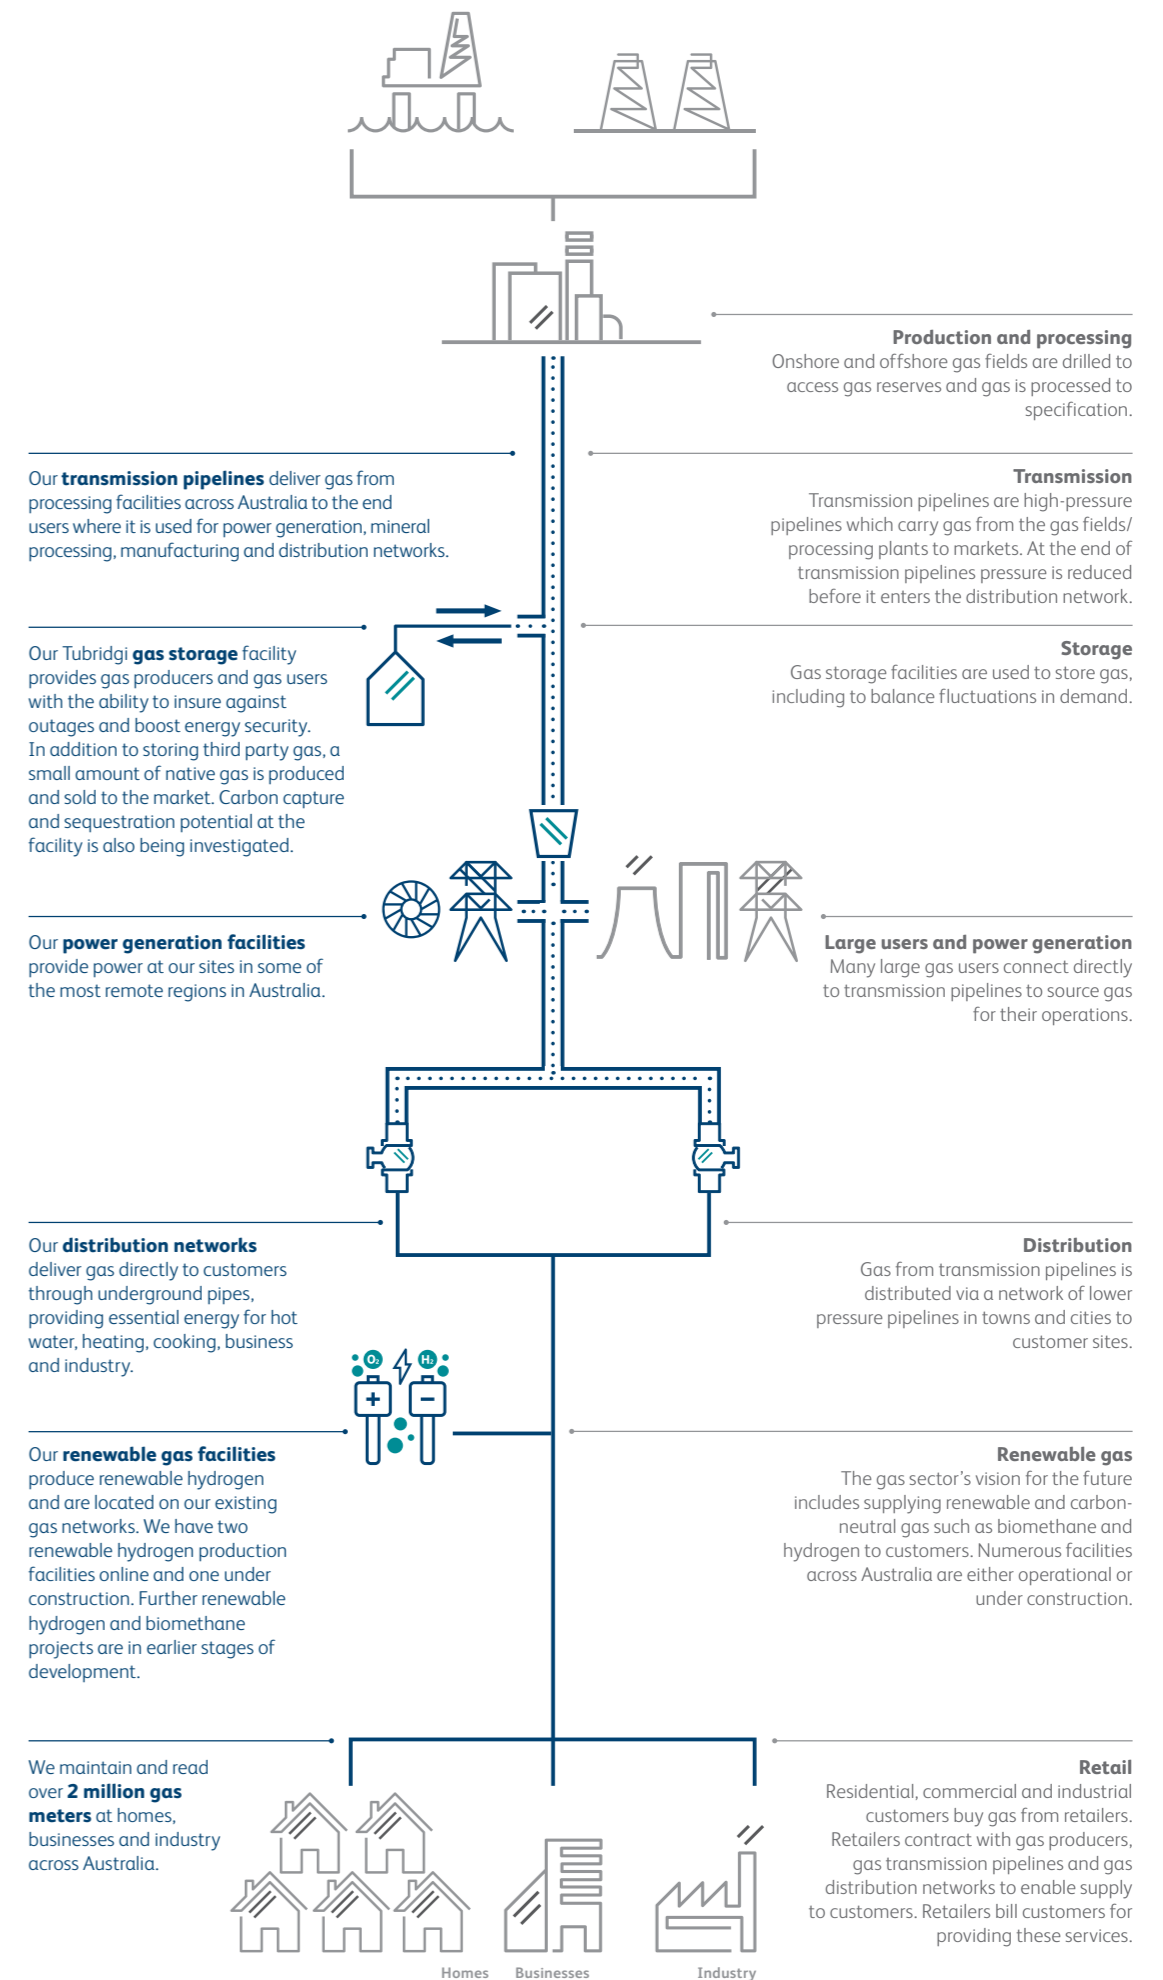 Production and processing
Onshore and offshore gas fields are drilled to
access gas reserves and gas is processed to
specification.
Our transmission pipelines deliver gas from
processing facilities across Australia to the end
users where it is used for power generation, mineral
processing, manufacturing and distribution networks.
Transmission
Transmission pipelines are high-pressure
pipelines which carry gas from the gas fields/
processing plants to markets. At the end of
transmission pipelines pressure is reduced
before it enters the distribution network.
Our Tubridgi gas storage facility
provides gas producers and gas users
with the ability to insure against
outages and boost energy security.
In addition to storing third party gas, a
small amount of native gas is produced
and sold to the market. Carbon capture
and sequestration potential at the
facility is also being investigated.
Storage
Gas storage facilities are used to store gas,
including to balance fluctuations in demand.
Our power generation facilities
provide power at our sites in some of
the most remote regions in Australia.
Large users and power generation
Many large gas users connect directly
to transmission pipelines to source gas
for their operations.
Our distribution networks
deliver gas directly to customers
through underground pipes,
providing essential energy for hot
water, heating, cooking, business
and industry.
Distribution
Gas from transmission pipelines is
distributed via a network of lower
pressure pipelines in towns and cities to
customer sites.
O₂ H₂
+ −
Our renewable gas facilities
produce renewable hydrogen
and are located on our existing
gas networks. We have two
renewable hydrogen production
facilities online and one under
construction. Further renewable
hydrogen and biomethane
projects are in earlier stages of
development.
Renewable gas
The gas sector’s vision for the future
includes supplying renewable and carbon-
neutral gas such as biomethane and
hydrogen to customers. Numerous facilities
across Australia are either operational or
under construction.
We maintain and read
over 2 million gas
meters at homes,
businesses and industry
across Australia.
Retail
Residential, commercial and industrial
customers buy gas from retailers.
Retailers contract with gas producers,
gas transmission pipelines and gas
distribution networks to enable supply
to customers. Retailers bill customers for
providing these services.
Homes Businesses Industry